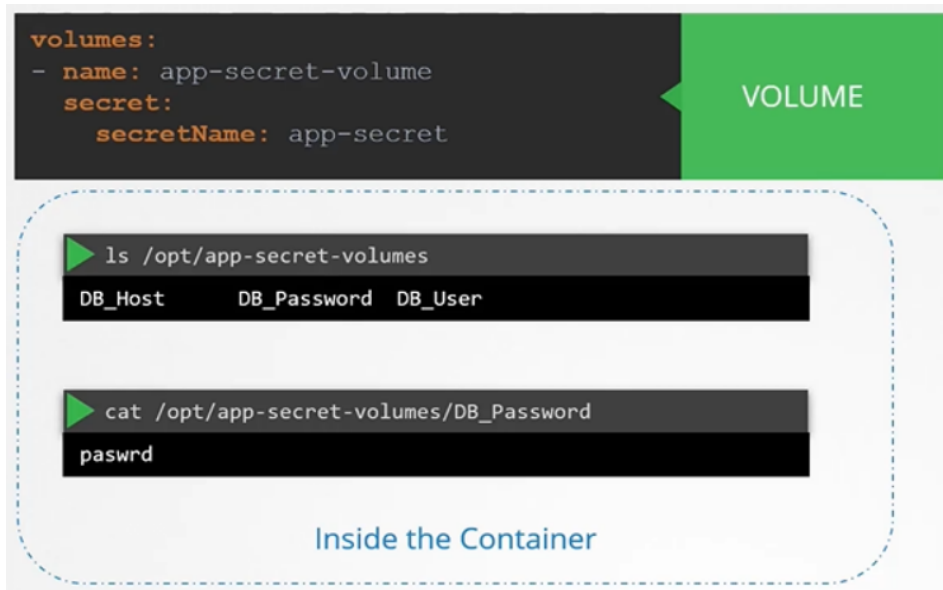 volumes:
- name: app-secret-volume
  secret:
    secretName: app-secret
VOLUME
ls /opt/app-secret-volumes
DB_Host DB_Password DB_User
cat /opt/app-secret-volumes/DB_Password
paswrd
Inside the Container